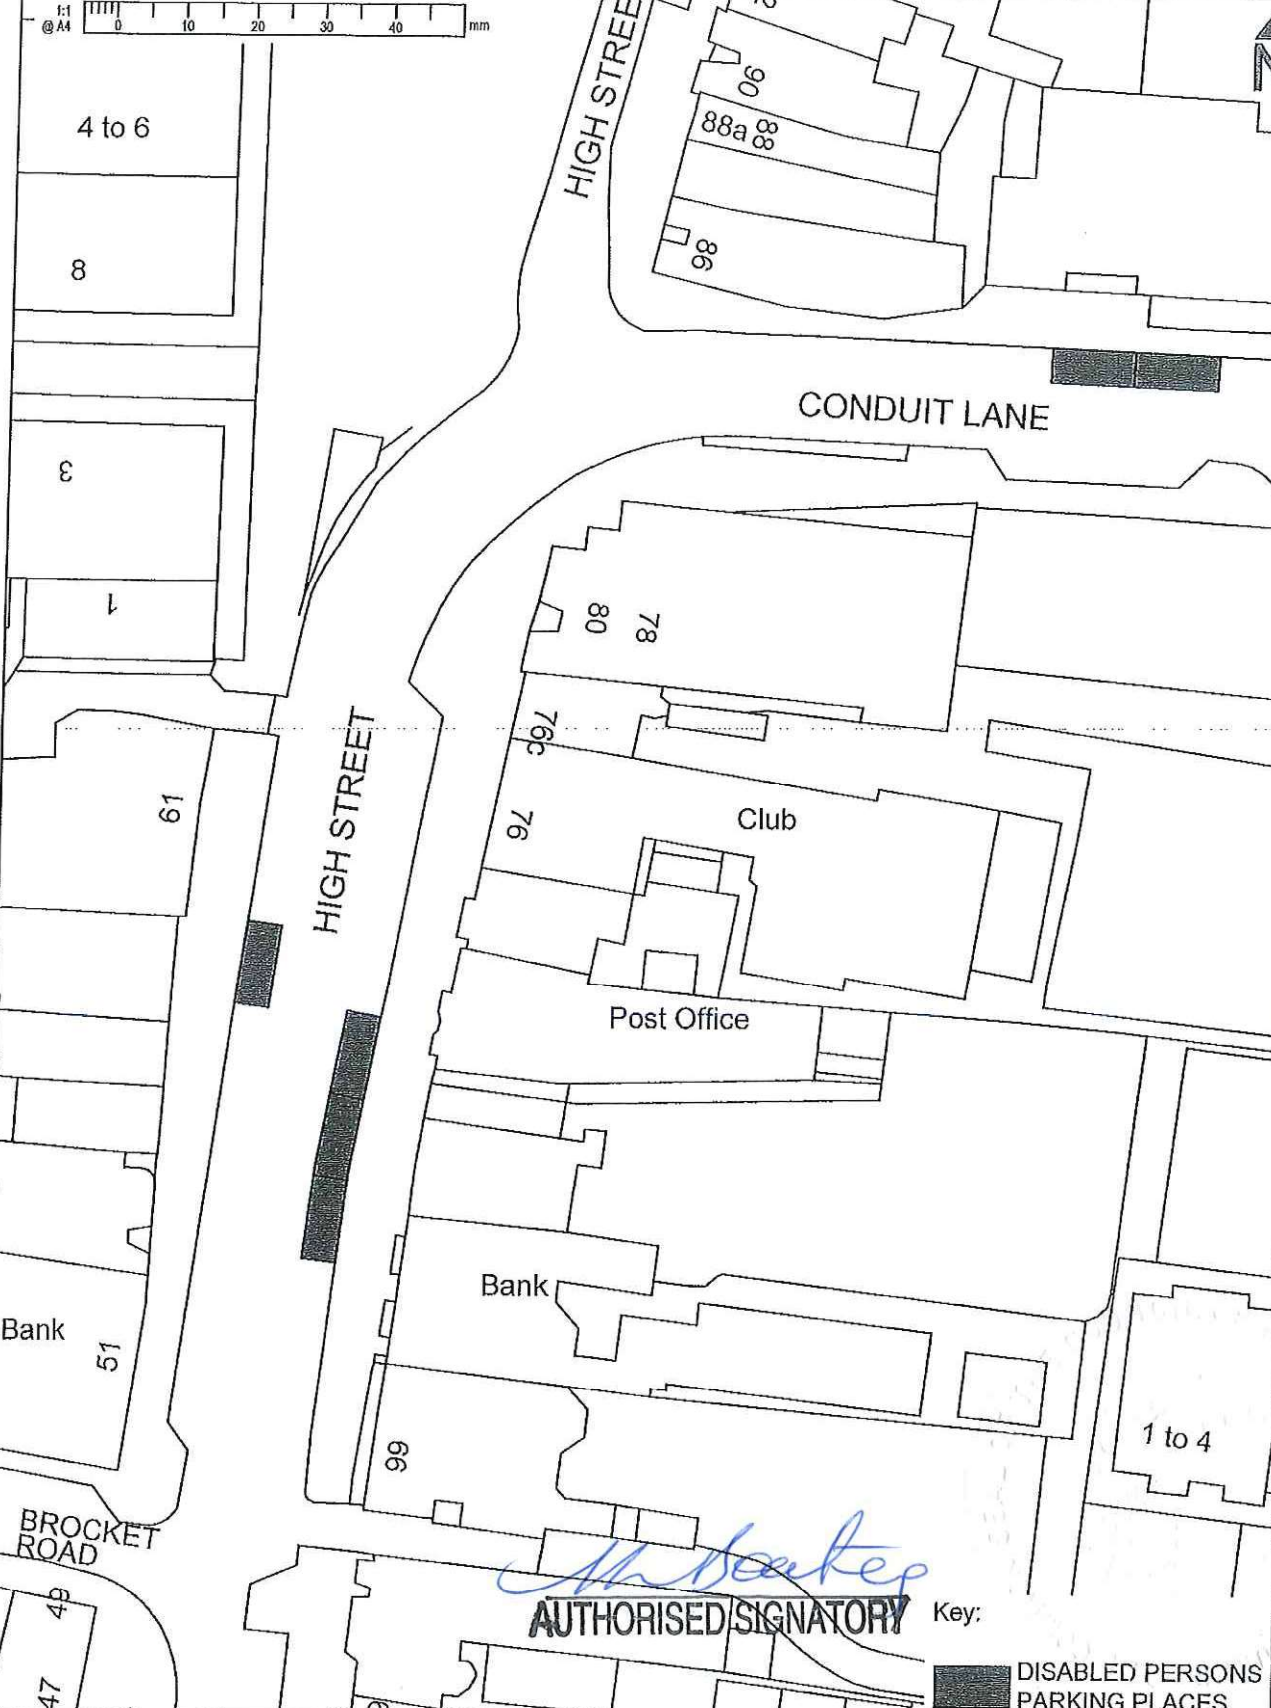 1:1
@ A4
0 10 20 30 40 mm
N
HIGH STREE
4 to 6
90
88a
88
8
86
CONDUIT LANE
3
1
80
78
HIGH STREET
76c
76
61
Club
Post Office
Bank
Bank
51
66
1 to 4
BROCKET
ROAD
49
47
AUTHORISED SIGNATORY
Key:
DISABLED PERSONS
PARKING PLACES